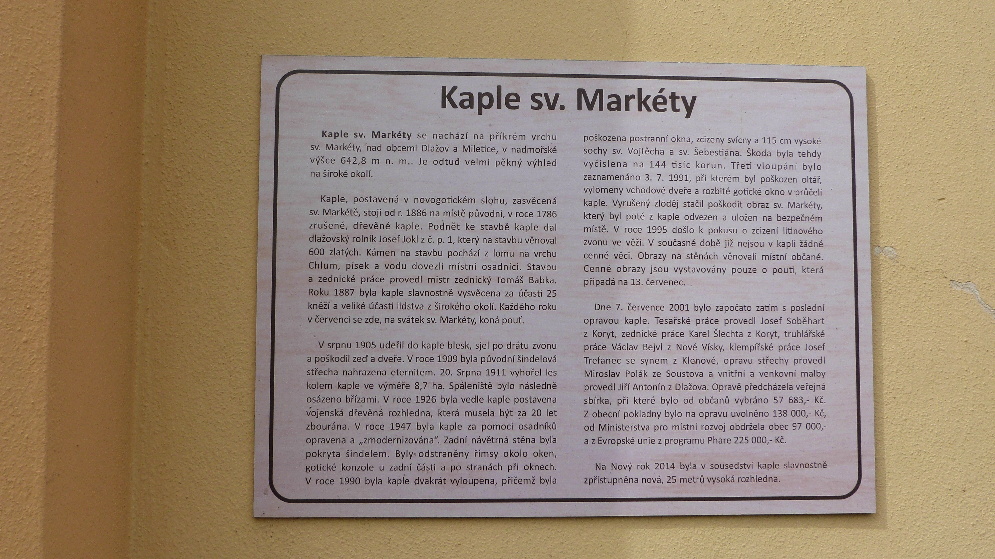 Kaple sv. Markéty
Kaple sv. Markéty se nachází na příkrém vrchu
sv. Markéty, nad obcemi Dlažov a Miletice, v nadmořské
výšce 642,8 m n. m.. Je odtud velmi pěkný výhled
na široké okolí.
Kaple, postavená v novogotickém slohu, zasvěcená
sv. Markétě, stojí od r. 1886 na místě původní, v roce 1786
zrušené, dřevěné kaple. Podnět ke stavbě kaple dal
dlažovský rolník Josef Jokl z č. p. 1, který na stavbu věnoval
600 zlatých. Kámen na stavbu pochází z lomu na vrchu
Chlum, písek a vodu dovezli místní osadníci. Stavbu
a zednické práce provedl mistr zednický Tomáš Babka.
Roku 1887 byla kaple slavnostně vysvěcena za účasti 25
kněží a veliké účasti lidstva z širokého okolí. Každého roku
v červenci se zde, na svátek sv. Markéty, koná pouť.
V srpnu 1905 udeřil do kaple blesk, sjel po drátu zvonu
a poškodil zeď a dveře. V roce 1909 byla původní šindelová
střecha nahrazena eternitem. 20. Srpna 1911 vyhořel les
kolem kaple ve výměře 8,7 ha. Spáleniště bylo následně
osázeno břízami. V roce 1926 byla vedle kaple postavena
vojenská dřevěná rozhledna, která musela být za 20 let
zbourána. V roce 1947 byla kaple za pomoci osadníků
opravena a „zmodernizována". Zadní návětrná stěna byla
pokryta šindelem. Byly odstraněny římsy okolo oken,
gotické konzole u zadní části a po stranách při oknech.
V roce 1990 byla kaple dvakrát vyloupena, přičemž byla
poškozena postranní okna, zcizeny svícny a 115 cm vysoké
sochy sv. Vojtěcha a sv. Šebestiána. Škoda byla tehdy
vyčíslena na 144 tisíc korun. Třetí vloupání bylo
zaznamenáno 3. 7. 1991, při kterém byl poškozen oltář,
vylomeny vchodové dveře a rozbité gotické okno v průčelí
kaple. Vyrušený zloděj stačil poškodit obraz sv. Markéty,
který byl poté z kaple odvezen a uložen na bezpečném
místě. V roce 1995 došlo k pokusu o zcizení litinového
zvonu ve věži. V současné době již nejsou v kapli žádné
cenné věci. Obrazy na stěnách věnovali místní občané.
Cenné obrazy jsou vystavovány pouze o pouti, která
připadá na 13. červenec.
Dne 7. července 2001 bylo započato zatím s poslední
opravou kaple. Tesařské práce provedl Josef Soběhart
z Koryt, zednické práce Karel Šlechta z Koryt, truhlářské
práce Václav Bejvl z Nové Vísky, klempířské práce Josef
Trefanec se synem z Klenové, opravu střechy provedl
Miroslav Polák ze Soustova a vnitřní a venkovní malby
provedl Jiří Antonín z Dlažova. Opravě předcházela veřejná
sbírka, při které bylo od občanů vybráno 57 683,- Kč.
Z obecní pokladny bylo na opravu uvolněno 138 000,- Kč,
od Ministerstva pro místní rozvoj obdržela obec 97 000,-
a z Evropské unie z programu Phare 225 000,- Kč.
Na Nový rok 2014 byla v sousedství kaple slavnostně
zpřístupněna nová, 25 metrů vysoká rozhledna.